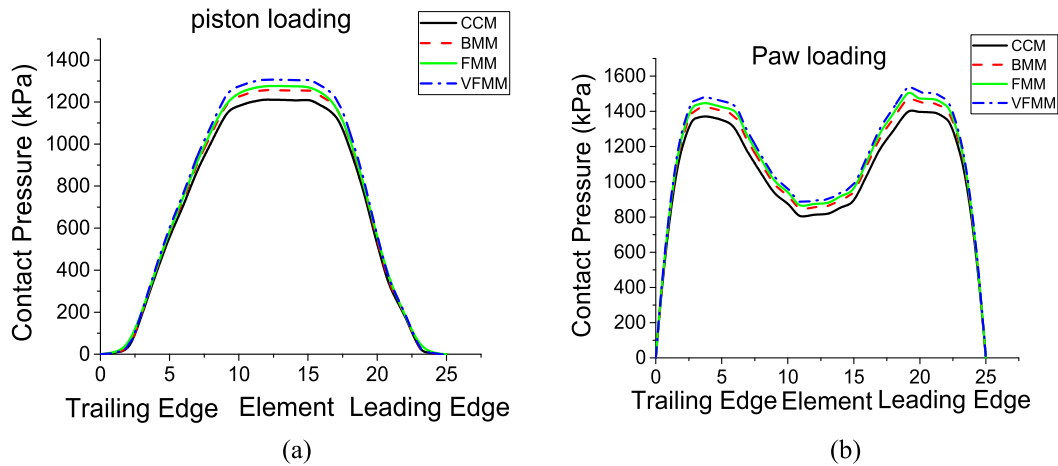 piston loading
CCM
BMM
FMM
VFMM
1400
1200
1000
800
600
400
200
0
Contact Pressure (kPa)
0 5 10 15 20 25
Trailing Edge Element Leading Edge
(a)
Paw loading
CCM
BMM
FMM
VFMM
1600
1400
1200
1000
800
600
400
200
0
Contact Pressure (kPa)
0 5 10 15 20 25
Trailing Edge Element Leading Edge
(b)